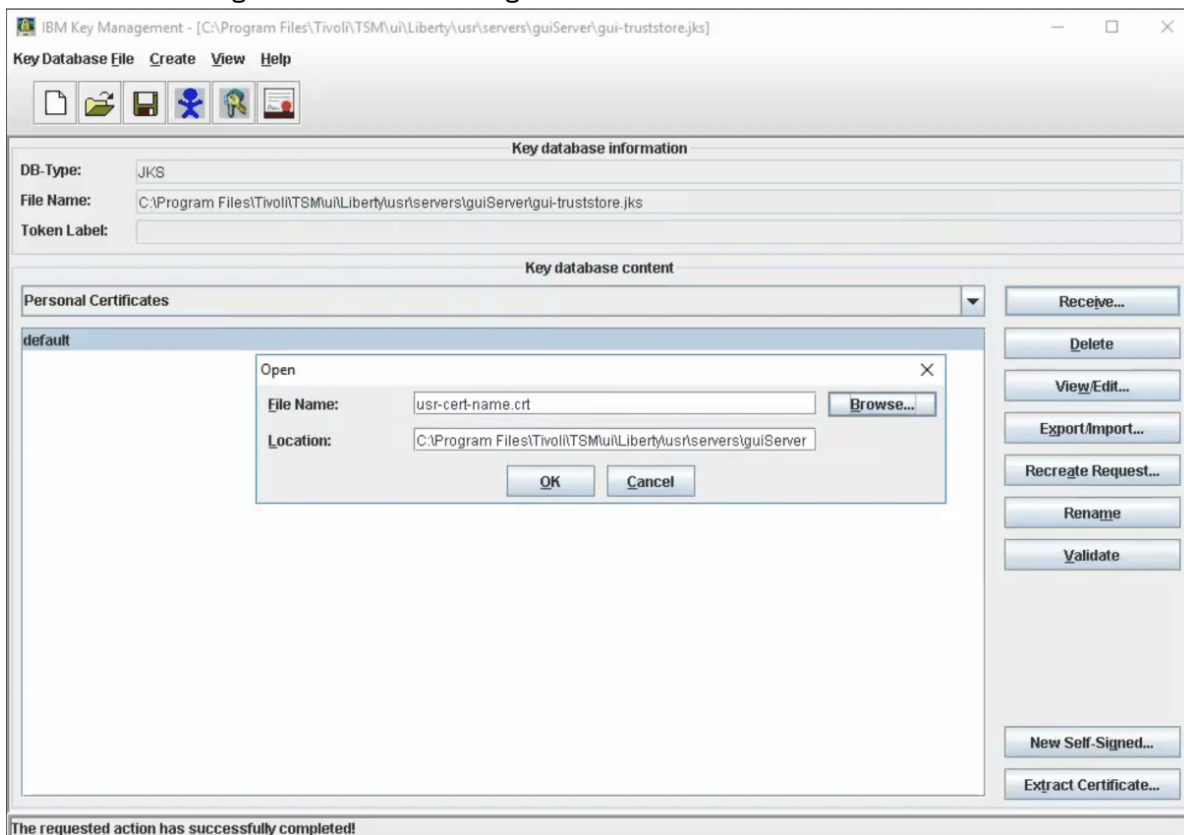 IBM Key Management - [C:\Program Files\Tivoli\TSM\ui\Liberty\usr\servers\guiServer\gui-truststore.jks]
Key Database File Create View Help
Key database information
DB-Type: JKS
File Name: C:\Program Files\Tivoli\TSM\ui\Liberty\usr\servers\guiServer\gui-truststore.jks
Token Label:
Key database content
Personal Certificates
Receive...
default
Delete
Open
View/Edit...
File Name: usr-cert-name.crt Browse...
Export/Import...
Location: C:\Program Files\Tivoli\TSM\ui\Liberty\usr\servers\guiServer
Recreate Request...
OK Cancel
Rename
Validate
New Self-Signed...
Extract Certificate...
The requested action has successfully completed!